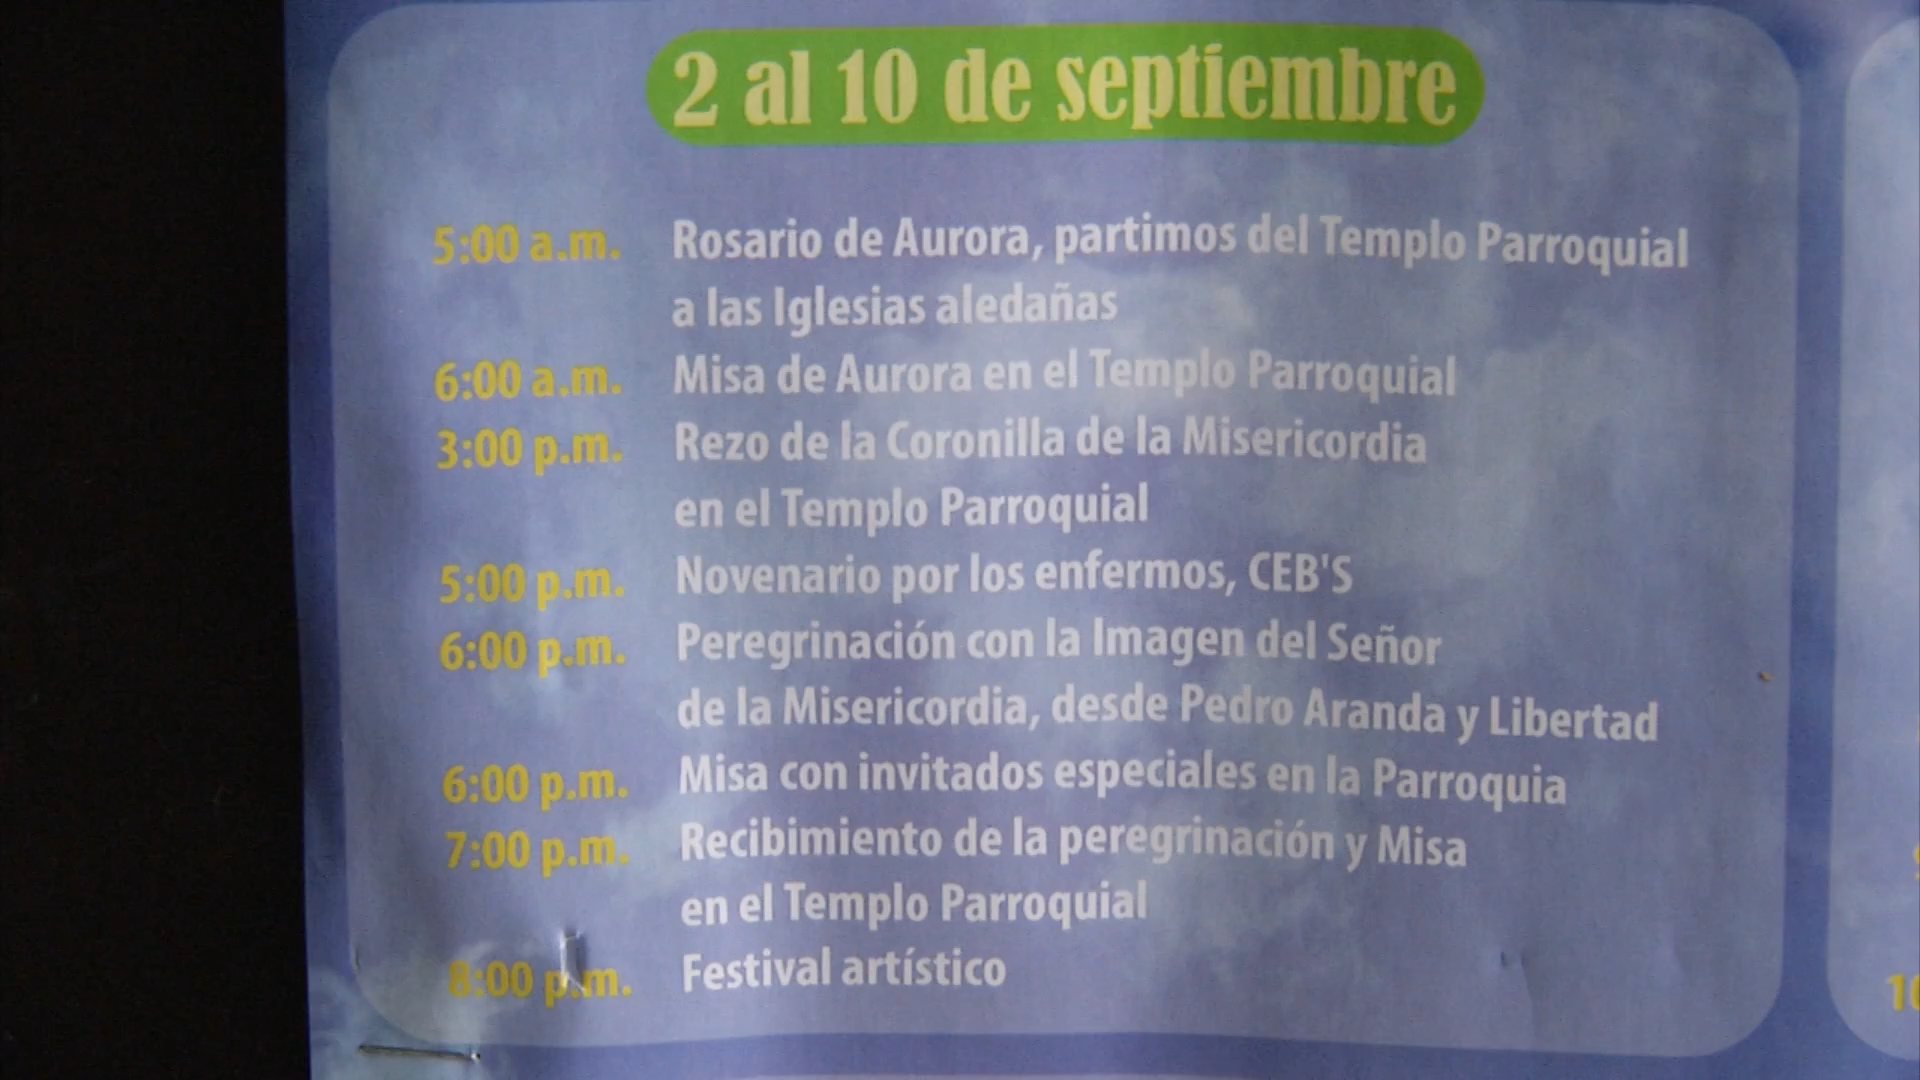 2 al 10 de septiembre
5:00 a.m. Rosario de Aurora, partimos del Templo Parroquial
a las Iglesias aledañas
6:00 a.m. Misa de Aurora en el Templo Parroquial
3:00 p.m. Rezo de la Coronilla de la Misericordia
en el Templo Parroquial
5:00 p.m. Novenario por los enfermos, CEB'S
6:00 p.m. Peregrinación con la Imagen del Señor
de la Misericordia, desde Pedro Aranda y Libertad
6:00 p.m. Misa con invitados especiales en la Parroquia
7:00 p.m. Recibimiento de la peregrinación y Misa
en el Templo Parroquial
8:00 p.m. Festival artístico